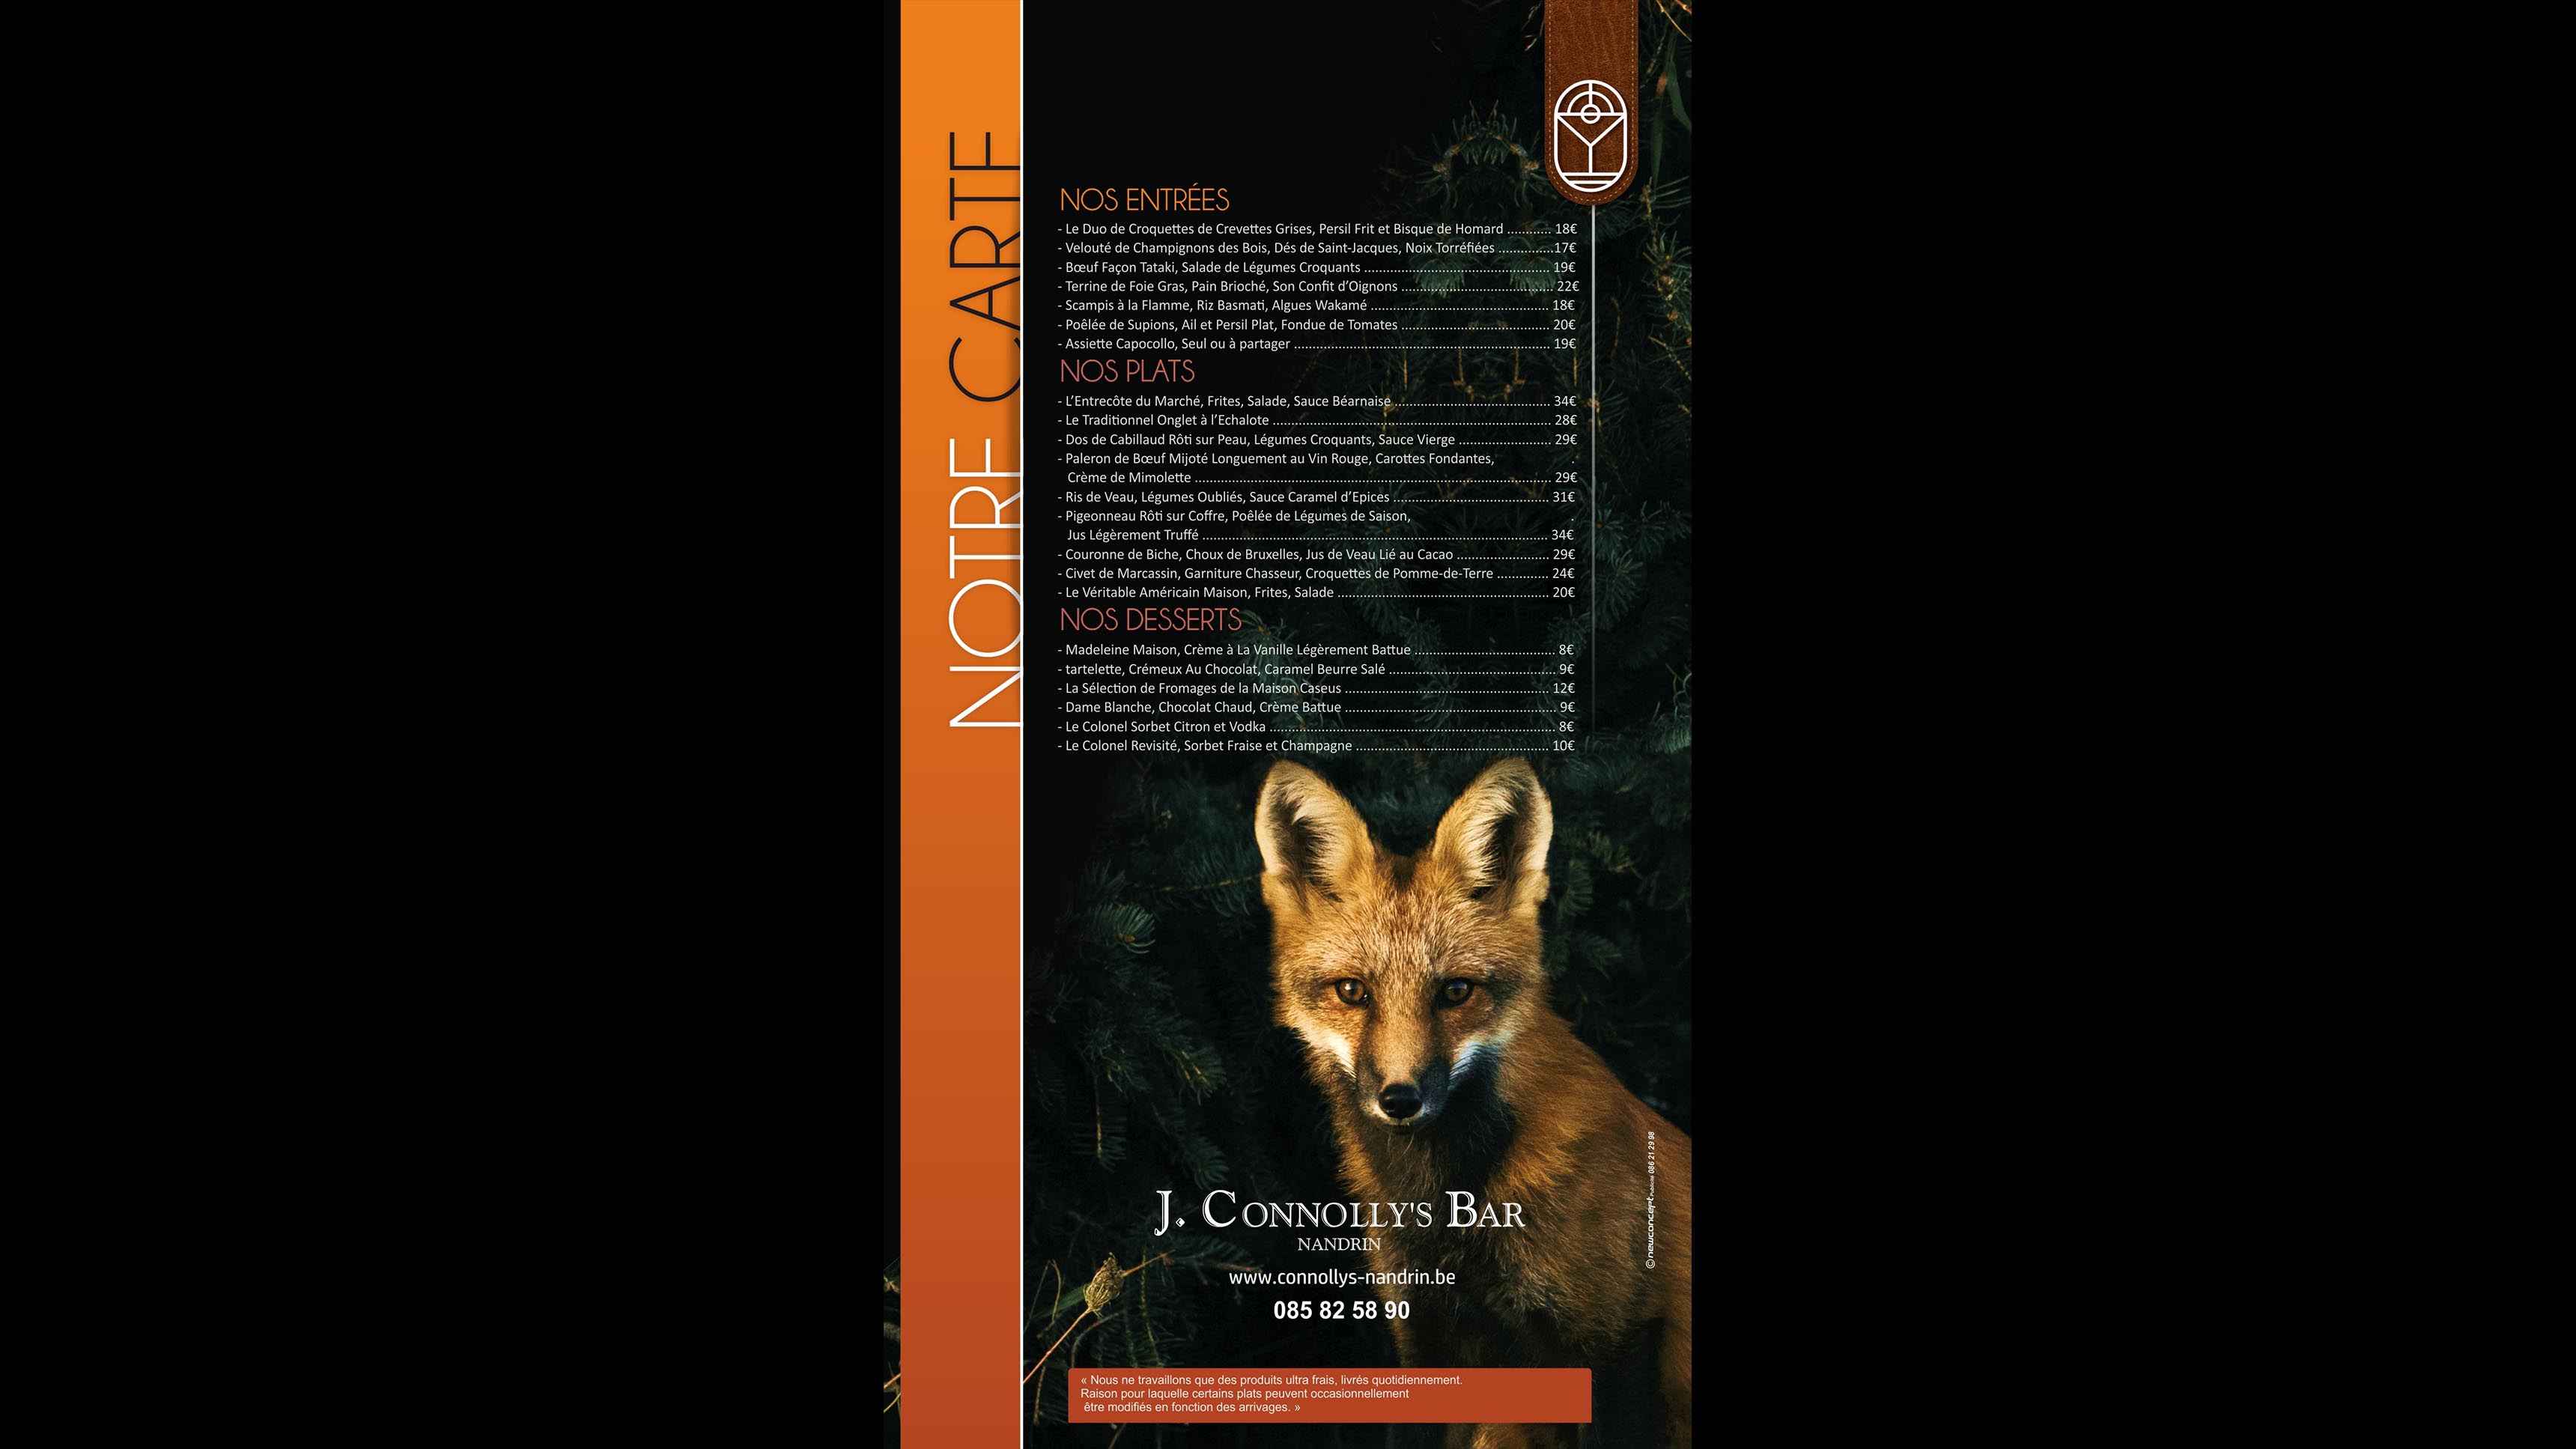 NOTRE CARTE
NOS ENTRÉES
- Le Duo de Croquettes de Crevettes Grises, Persil Frit et Bisque de Homard ............ 18€
- Velouté de Champignons des Bois, Dés de Saint-Jacques, Noix Torréfiées ...............17€
- Bœuf Façon Tataki, Salade de Légumes Croquants .................................................. 19€
- Terrine de Foie Gras, Pain Brioché, Son Confit d’Oignons ......................................... 22€
- Scampis à la Flamme, Riz Basmati, Algues Wakamé ................................................ 18€
- Poêlée de Supions, Ail et Persil Plat, Fondue de Tomates ........................................ 20€
- Assiette Capocollo, Seul ou à partager ..................................................................... 19€
NOS PLATS
- L’Entrecôte du Marché, Frites, Salade, Sauce Béarnaise .......................................... 34€
- Le Traditionnel Onglet à l’Echalote ........................................................................... 28€
- Dos de Cabillaud Rôti sur Peau, Légumes Croquants, Sauce Vierge ......................... 29€
- Paleron de Bœuf Mijoté Longuement au Vin Rouge, Carottes Fondantes, .
Crème de Mimolette ................................................................................................ 29€
- Ris de Veau, Légumes Oubliés, Sauce Caramel d’Epices .......................................... 31€
- Pigeonneau Rôti sur Coffre, Poêlée de Légumes de Saison, .
Jus Légèrement Truffé ............................................................................................. 34€
- Couronne de Biche, Choux de Bruxelles, Jus de Veau Lié au Cacao ......................... 29€
- Civet de Marcassin, Garniture Chasseur, Croquettes de Pomme-de-Terre .............. 24€
- Le Véritable Américain Maison, Frites, Salade ......................................................... 20€
NOS DESSERTS
- Madeleine Maison, Crème à La Vanille Légèrement Battue ...................................... 8€
- tartelette, Crémeux Au Chocolat, Caramel Beurre Salé ............................................. 9€
- La Sélection de Fromages de la Maison Caseus ....................................................... 12€
- Dame Blanche, Chocolat Chaud, Crème Battue ......................................................... 9€
- Le Colonel Sorbet Citron et Vodka ............................................................................. 8€
- Le Colonel Revisité, Sorbet Fraise et Champagne .................................................... 10€
J. CONNOLLY'S BAR
NANDRIN
www.connollys-nandrin.be
085 82 58 90
© newconcept Publicité 086 21 29 98
« Nous ne travaillons que des produits ultra frais, livrés quotidiennement.
Raison pour laquelle certains plats peuvent occasionnellement
être modifiés en fonction des arrivages. »